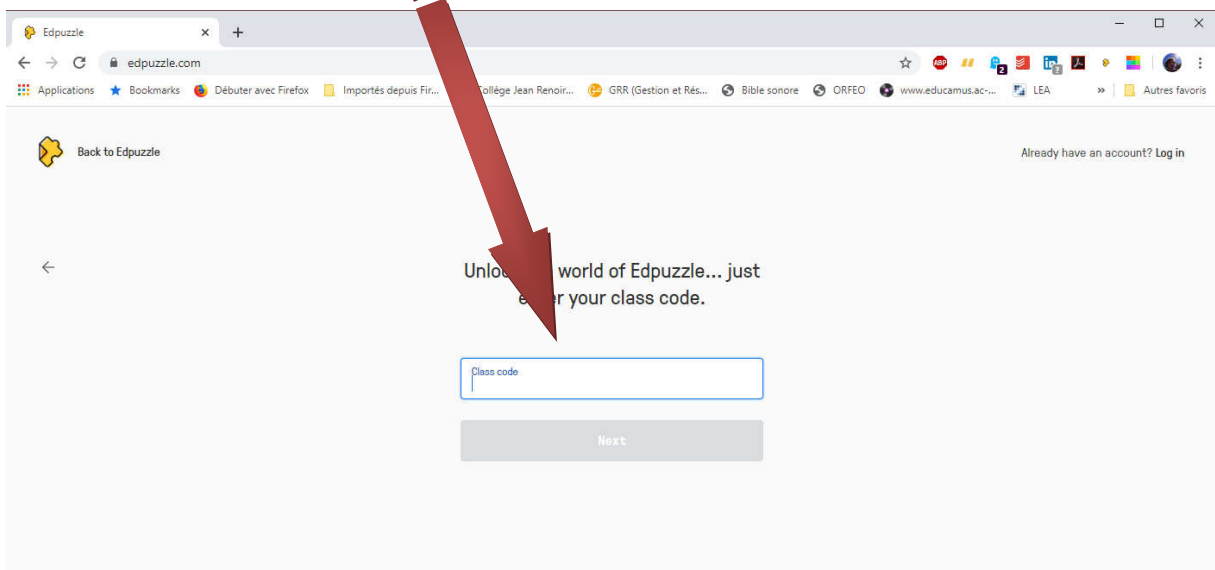 Edpuzzle
edpuzzle.com
ABP
2
?
Applications Bookmarks Débuter avec Firefox Importés depuis Fir... Collège Jean Renoir... GRR (Gestion et Rés... Bible sonore ORFEO www.educamus.ac-... LEA » Autres favoris
Back to Edpuzzle
Already have an account? Log in
world of Edpuzzle... just
your class code.
Class code
Next